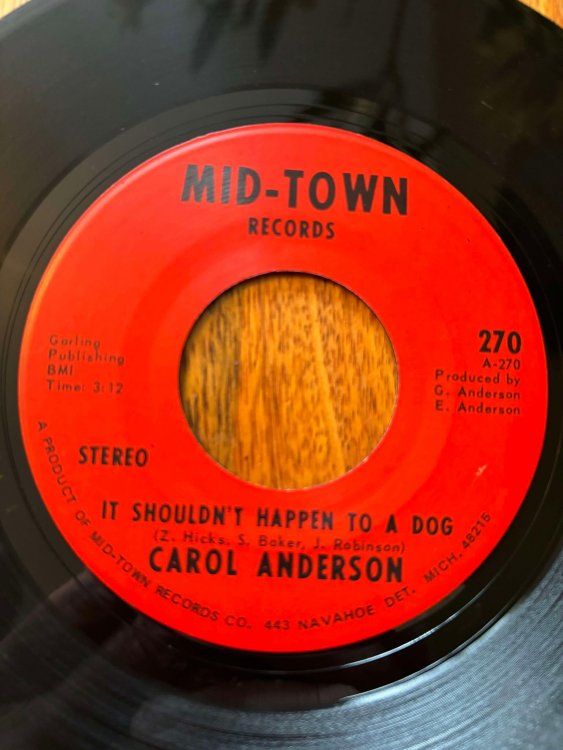 MID-TOWN
RECORDS
Garling
Publishing
BMI
Time: 3:12
270
A-270
Produced by
G. Anderson
E. Anderson
STEREO
IT SHOULDN'T HAPPEN TO A DOG
(Z. Hicks, S. Baker, J. Robinson)
CAROL ANDERSON
A PRODUCT OF MID-TOWN RECORDS CO. 443 NAVAHOE DET. MICH. 48215